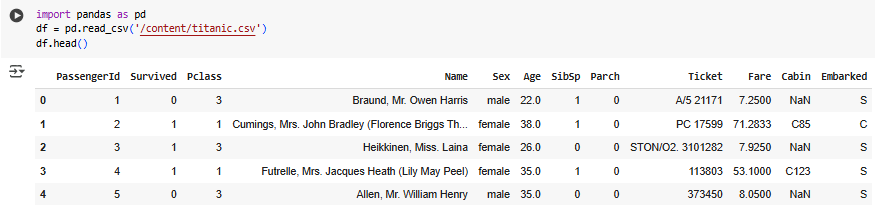 import pandas as pd
df = pd.read_csv('/content/titanic.csv')
df.head()
PassengerId Survived Pclass Name Sex Age SibSp Parch Ticket Fare Cabin Embarked
0 1 0 3 Braund, Mr. Owen Harris male 22.0 1 0 A/5 21171 7.2500 NaN S
1 2 1 1 Cumings, Mrs. John Bradley (Florence Briggs Th... female 38.0 1 0 PC 17599 71.2833 C85 C
2 3 1 3 Heikkinen, Miss. Laina female 26.0 0 0 STON/O2. 3101282 7.9250 NaN S
3 4 1 1 Futrelle, Mrs. Jacques Heath (Lily May Peel) female 35.0 1 0 113803 53.1000 C123 S
4 5 0 3 Allen, Mr. William Henry male 35.0 0 0 373450 8.0500 NaN S